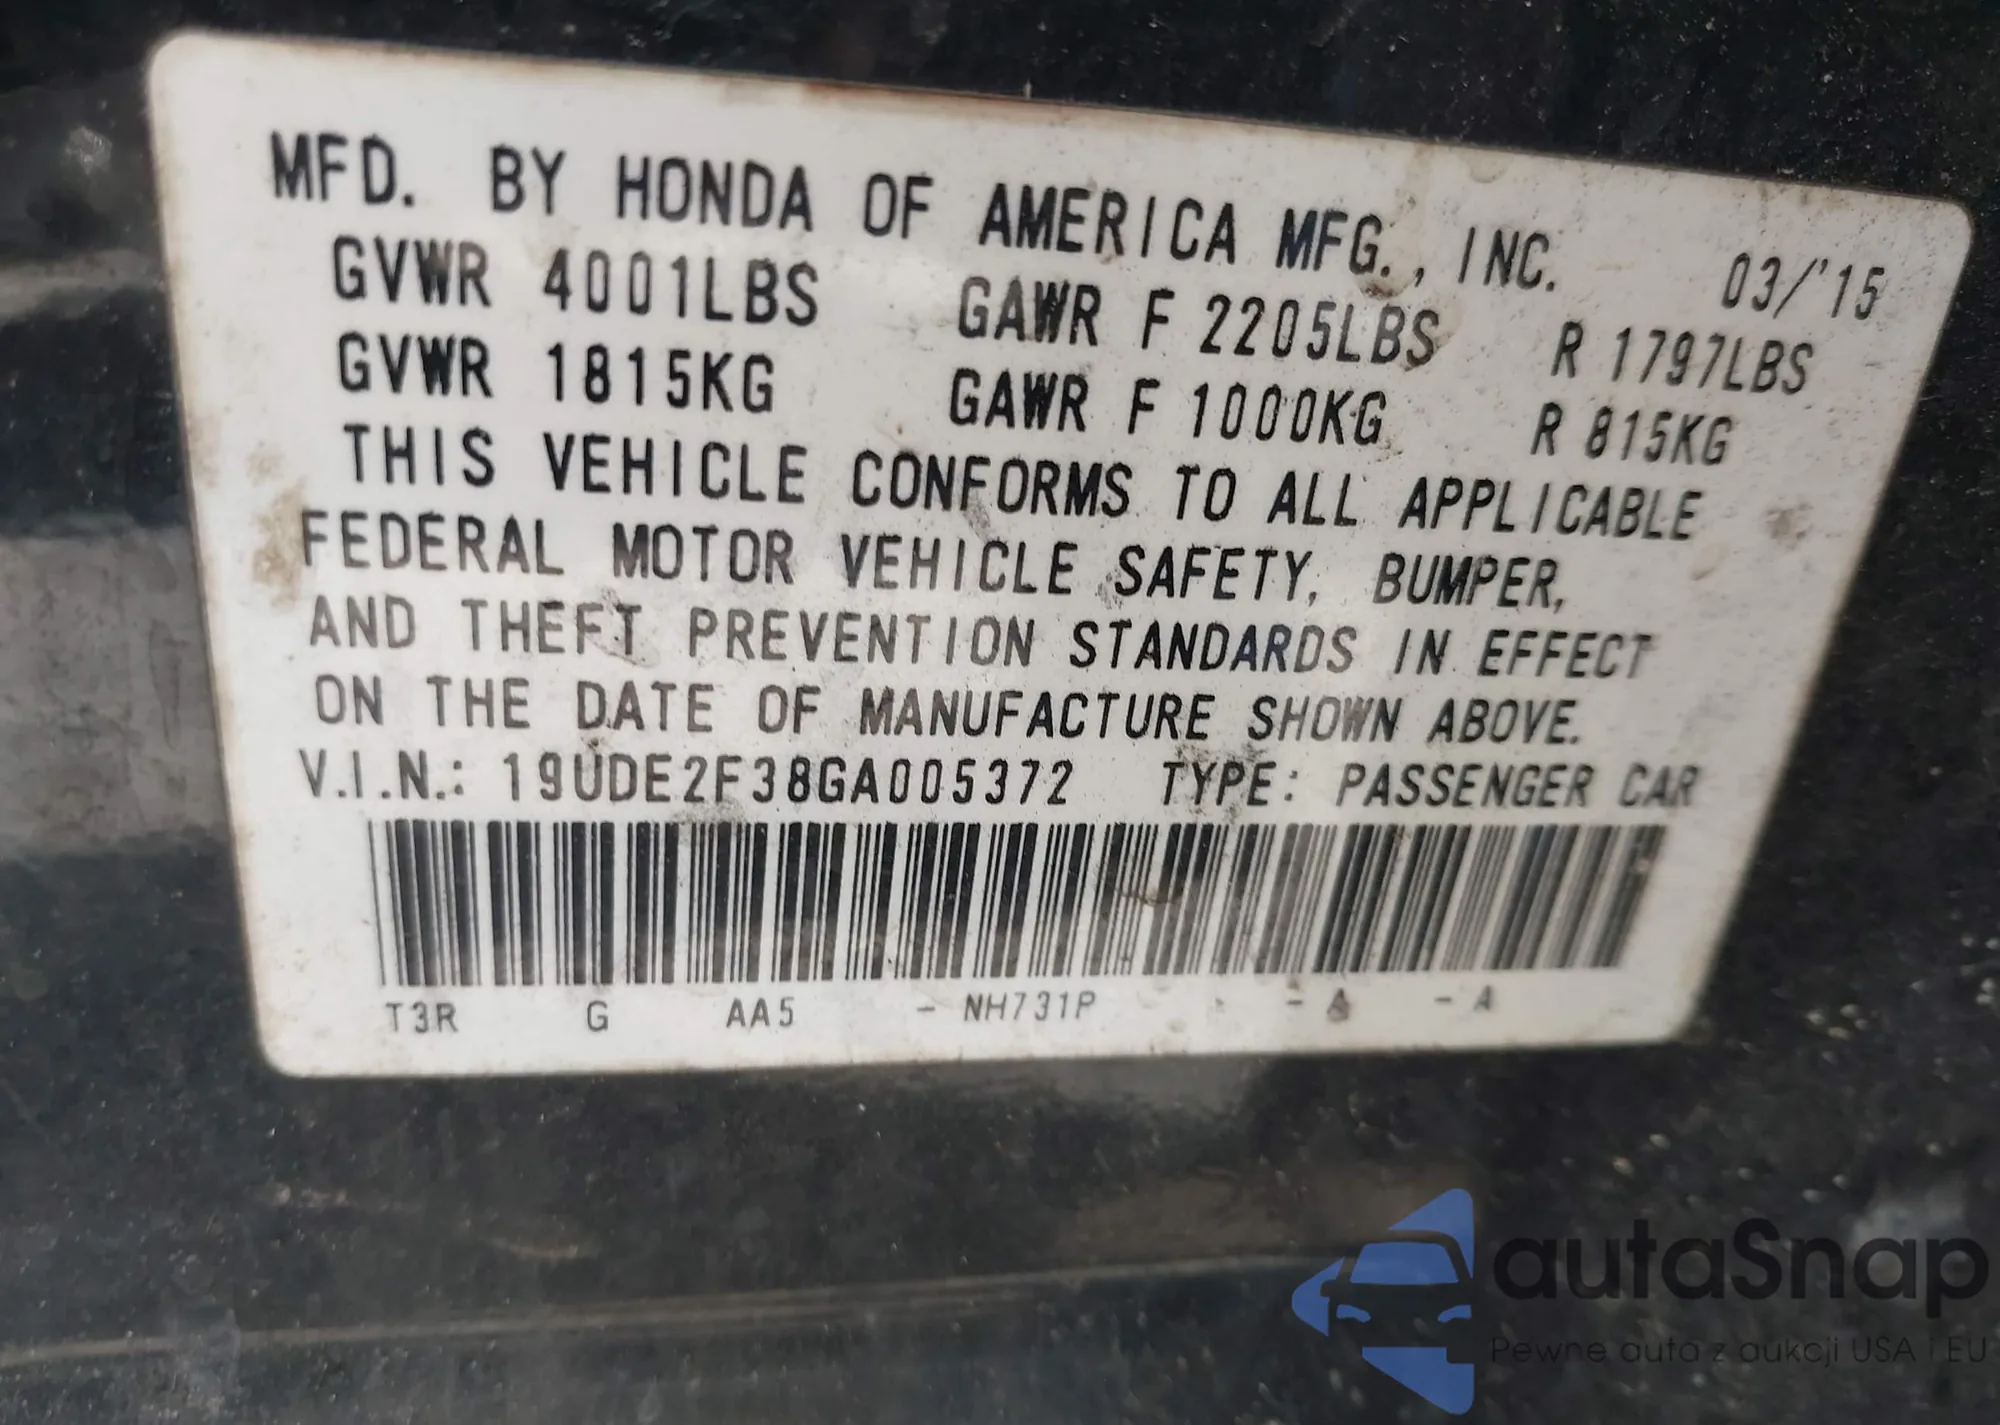 MFD. BY HONDA OF AMERICA MFG., INC. 03/'15
GVWR 4001LBS GAWR F 2205LBS R 1797LBS
GVWR 1815KG GAWR F 1000KG R 815KG
THIS VEHICLE CONFORMS TO ALL APPLICABLE
FEDERAL MOTOR VEHICLE SAFETY, BUMPER,
AND THEFT PREVENTION STANDARDS IN EFFECT
ON THE DATE OF MANUFACTURE SHOWN ABOVE.
V.I.N.: 19UDE2F38GA005372 TYPE: PASSENGER CAR
T3R G AA5 - NH731P - A - A
autaSnap
Pewne auta z aukcji USA i EU